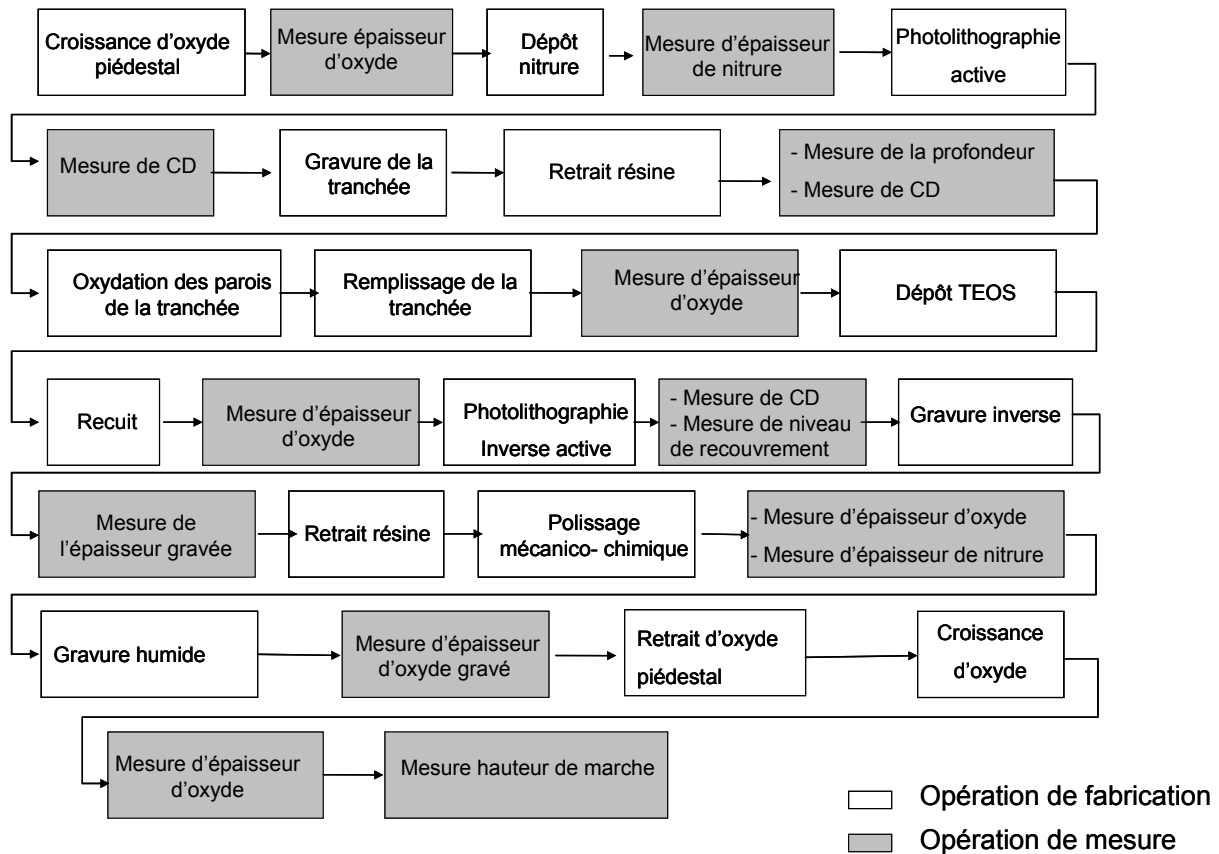 Croissance d'oxyde
piédestal
Mesure épaisseur
d'oxyde
Dépôt
nitrure
Mesure d'épaisseur
de nitrure
Photolithographie
active
Mesure de CD
Gravure de la
tranchée
Retrait résine
- Mesure de la profondeur
- Mesure de CD
Oxydation des parois
de la tranchée
Remplissage de la
tranchée
Mesure d'épaisseur
d'oxyde
Dépôt TEOS
Recuit
Mesure d'épaisseur
d'oxyde
Photolithographie
Inverse active
- Mesure de CD
- Mesure de niveau
de recouvrement
Gravure inverse
Mesure de
l'épaisseur gravée
Retrait résine
Polissage
mécanico- chimique
- Mesure d'épaisseur d'oxyde
- Mesure d'épaisseur de nitrure
Gravure humide
Mesure d'épaisseur
d'oxyde gravé
Retrait d'oxyde
piédestal
Croissance
d'oxyde
Mesure d'épaisseur
d'oxyde
Mesure hauteur de marche
Opération de fabrication
Opération de mesure